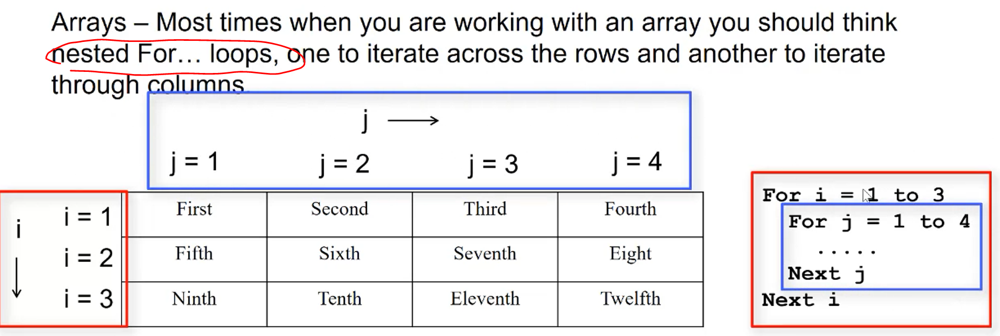 Arrays – Most times when you are working with an array you should think
nested For… loops, one to iterate across the rows and another to iterate
through columns.
j
j = 1 j = 2 j = 3 j = 4
i
i = 1 First Second Third Fourth
i = 2 Fifth Sixth Seventh Eight
i = 3 Ninth Tenth Eleventh Twelfth
For i = 1 to 3
For j = 1 to 4
.....
Next j
Next i